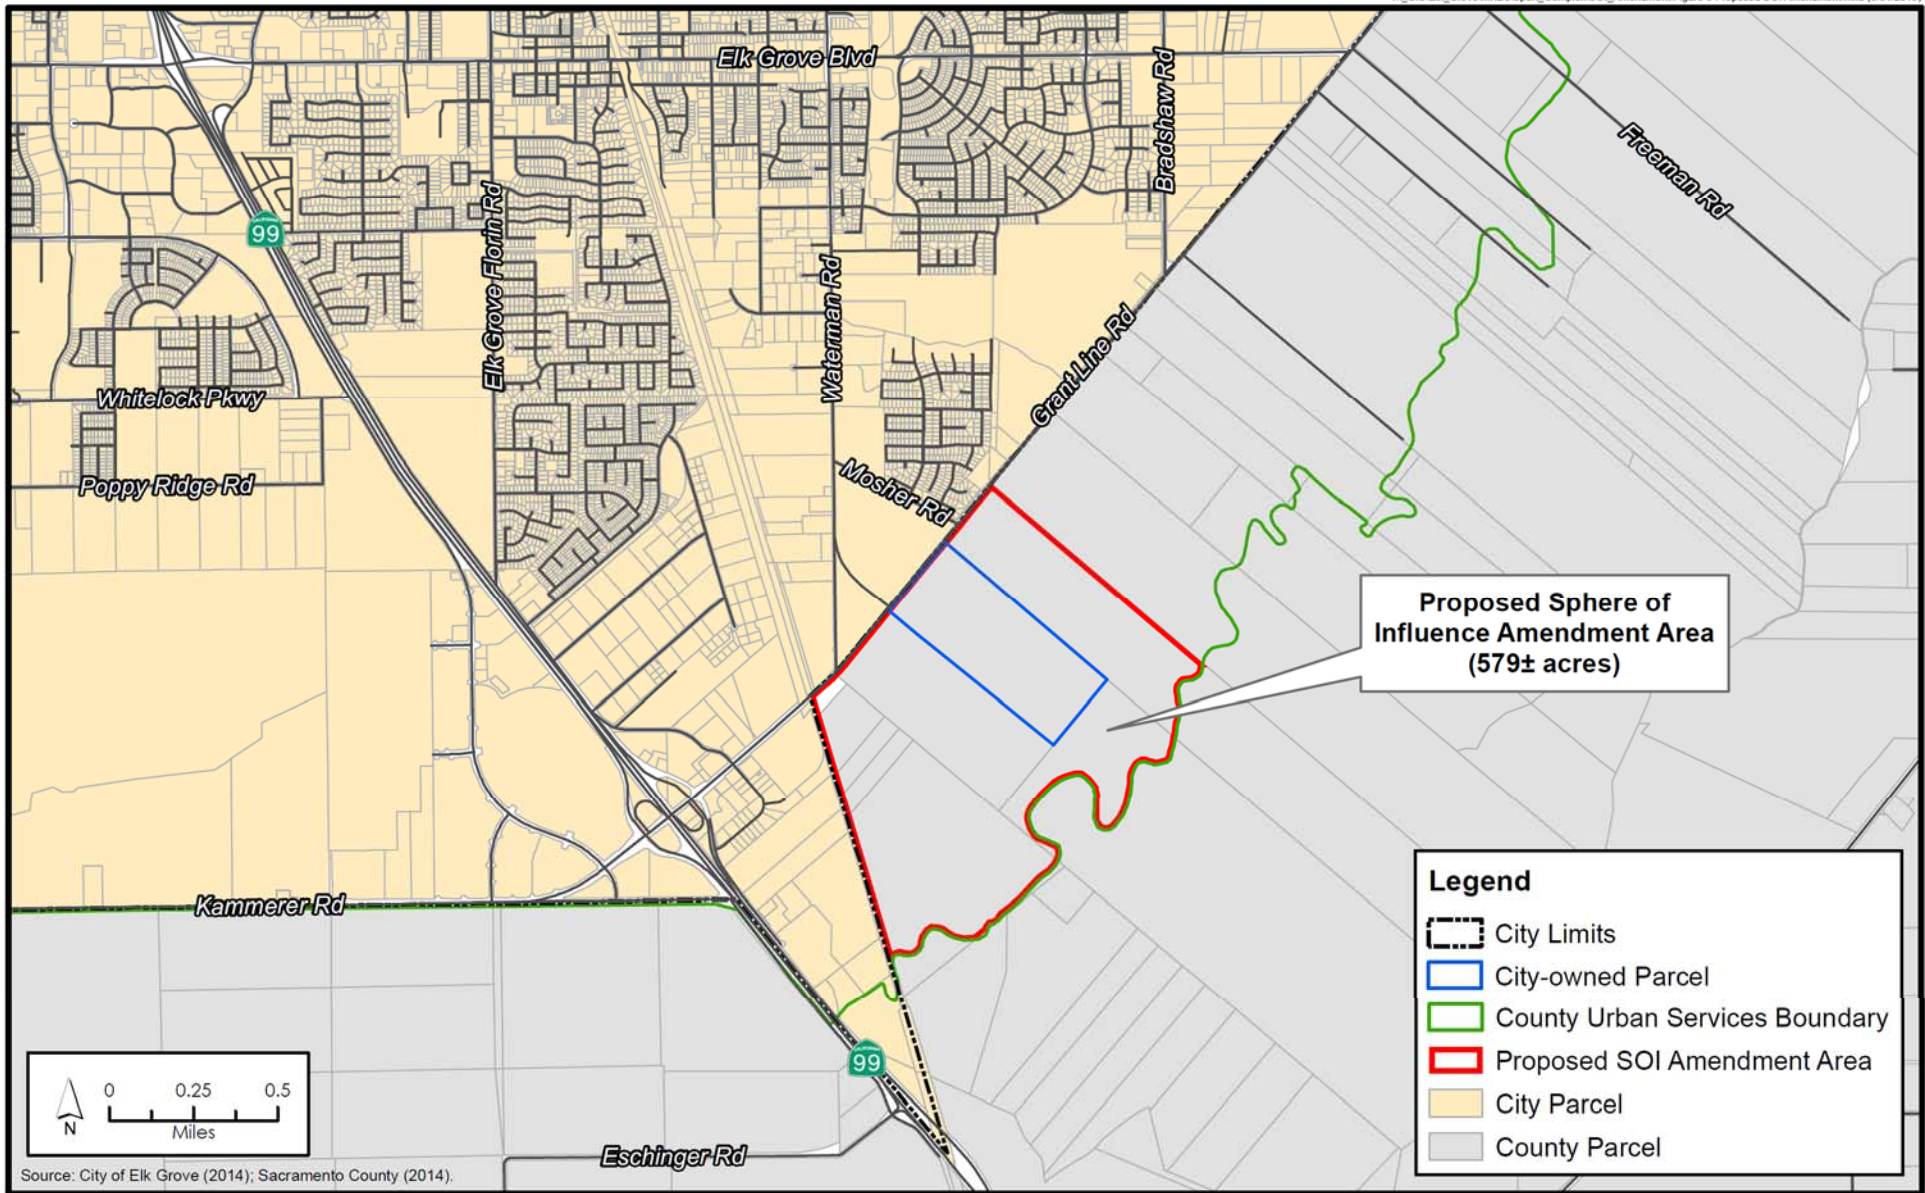 Elk Grove Blvd
Bradshaw Rd
Freeman Rd
CALIFORNIA
99
Elk Grove Florin Rd
Waterman Rd
Grant Line Rd
Whitelock Pkwy
Poppy Ridge Rd
Mosher Rd
Proposed Sphere of
Influence Amendment Area
(579± acres)
Kammerer Rd
Legend
City Limits
City-owned Parcel
County Urban Services Boundary
Proposed SOI Amendment Area
City Parcel
County Parcel
CALIFORNIA
99
0 0.25 0.5
Miles
N
Eschinger Rd
Source: City of Elk Grove (2014); Sacramento County (2014).